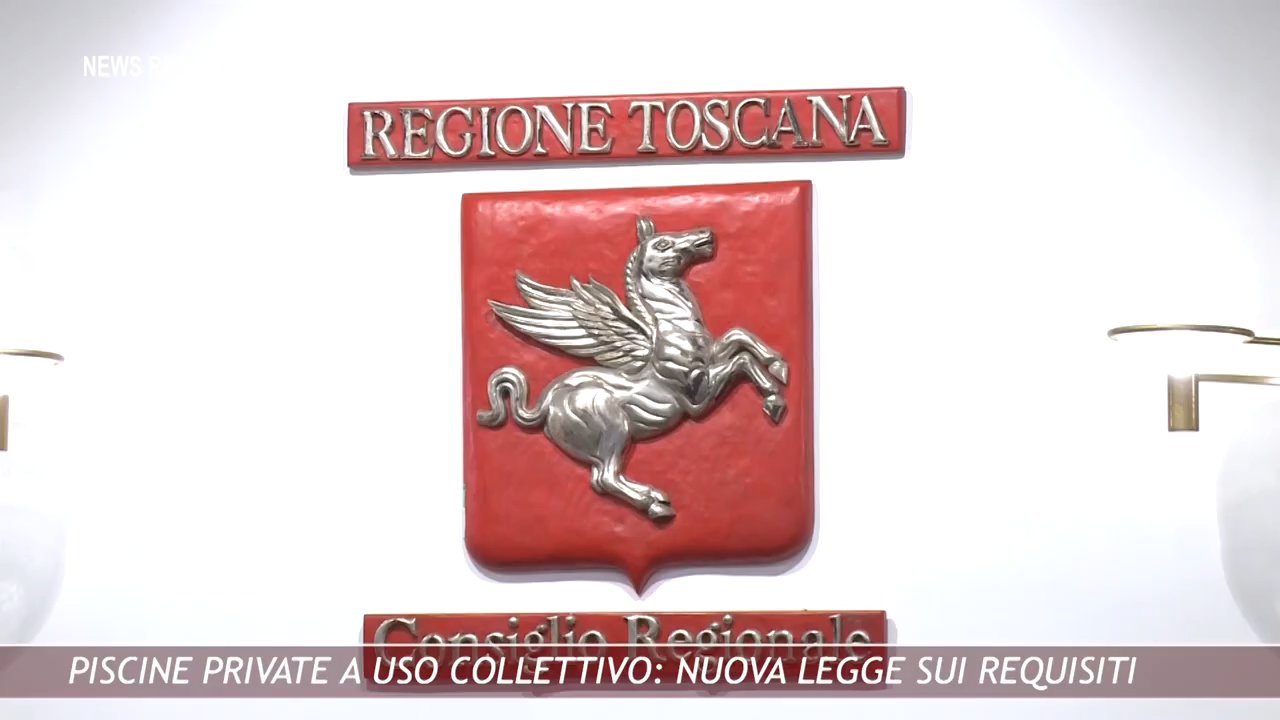 NEWS
REGIONE TOSCANA
Consiglio Regionale
PISCINE PRIVATE A USO COLLETTIVO: NUOVA LEGGE SUI REQUISITI